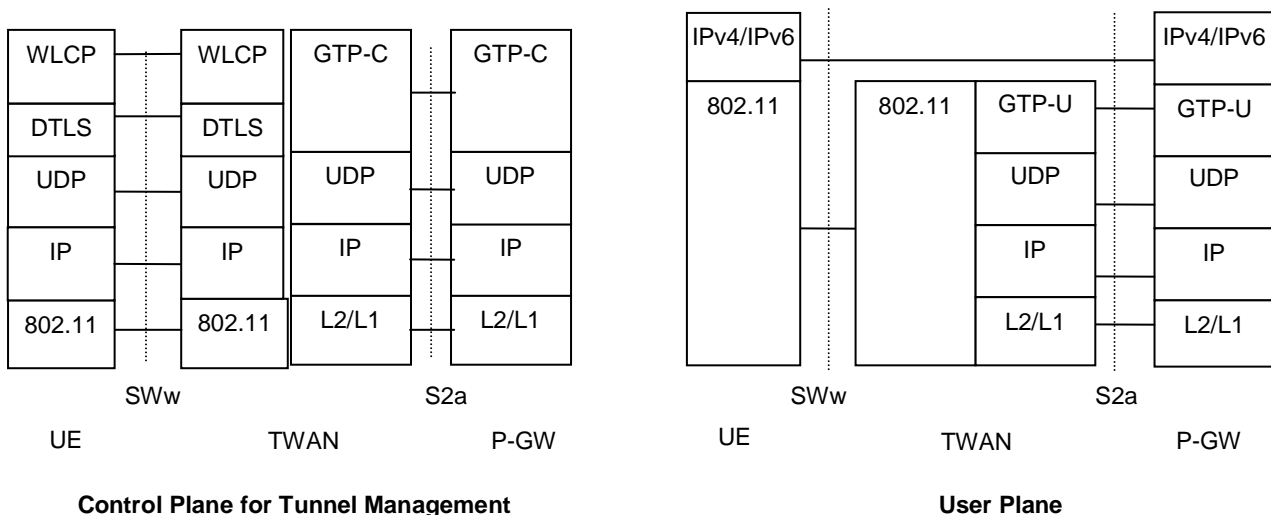 WLCP WLCP GTP-C GTP-C
DTLS DTLS
UDP UDP UDP UDP
IP IP IP IP
802.11 802.11 L2/L1 L2/L1
SWw S2a
UE TWAN P-GW
Control Plane for Tunnel Management
IPv4/IPv6 IPv4/IPv6
802.11 802.11 GTP-U GTP-U
UDP UDP
IP IP
L2/L1 L2/L1
SWw S2a
UE TWAN P-GW
User Plane